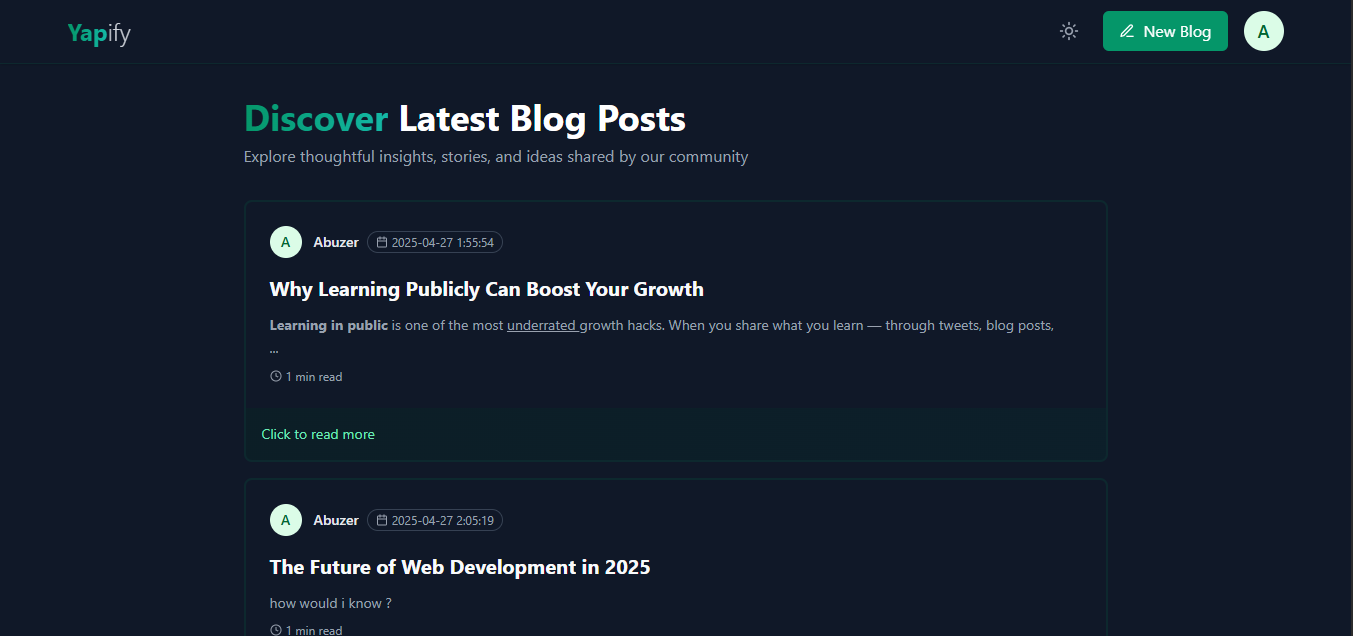 Yapify
New Blog
A
Discover Latest Blog Posts
Explore thoughtful insights, stories, and ideas shared by our community
A Abuzer 2025-04-27 1:55:54
Why Learning Publicly Can Boost Your Growth
Learning in public is one of the most underrated growth hacks. When you share what you learn — through tweets, blog posts,
...
1 min read
Click to read more
A Abuzer 2025-04-27 2:05:19
The Future of Web Development in 2025
how would i know ?
1 min read